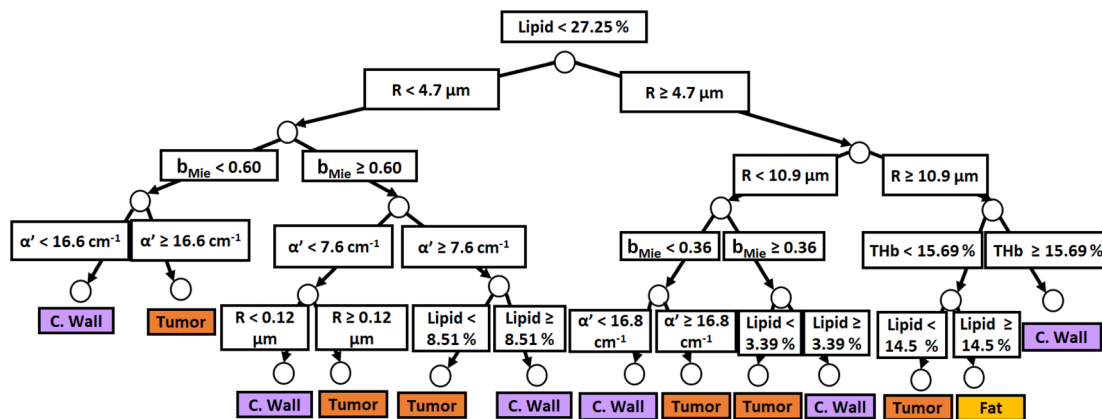 Lipid < 27.25 %
R < 4.7 µm
R ≥ 4.7 µm
bMie < 0.60
bMie ≥ 0.60
R < 10.9 µm
R ≥ 10.9 µm
α’ < 16.6 cm⁻¹
α’ ≥ 16.6 cm⁻¹
α’ < 7.6 cm⁻¹
α’ ≥ 7.6 cm⁻¹
bMie < 0.36
bMie ≥ 0.36
THb < 15.69 %
THb ≥ 15.69 %
C. Wall
Tumor
R < 0.12
µm
R ≥ 0.12
µm
Lipid <
8.51 %
Lipid ≥
8.51 %
α’ < 16.8
cm⁻¹
α’ ≥ 16.8
cm⁻¹
Lipid <
3.39 %
Lipid ≥
3.39 %
Lipid <
14.5 %
Lipid ≥
14.5 %
C. Wall
C. Wall
Tumor
Tumor
C. Wall
C. Wall
Tumor
Tumor
C. Wall
Tumor
Fat